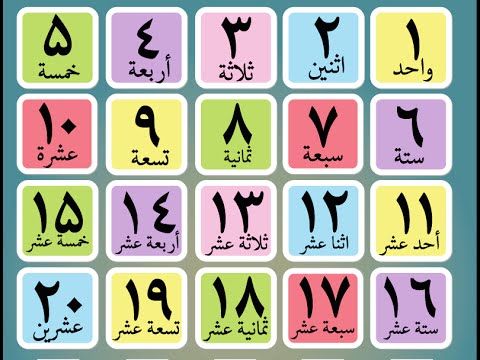 ١ ٢ ٣ ٤ ٥
واحد اثنين ثلاثة أربعة خمسة
٦ ٧ ٨ ٩ ١٠
ستة سبعة ثمانية تسعة عشرة
١١ ١٢ ١٣ ١٤ ١٥
أحد عشر اثنا عشر ثلاثة عشر أربعة عشر خمسة عشر
١٦ ١٧ ١٨ ١٩ ٢٠
ستة عشر سبعة عشر ثمانية عشر تسعة عشر عشرين